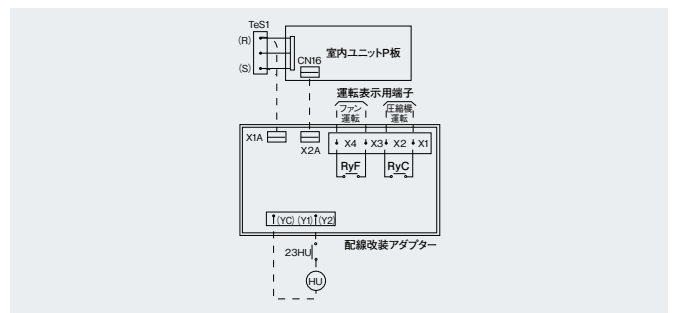 TeS1
(R)
(S)
室内ユニットP板
CN16
運転表示用端子
ファン
運転
圧縮機
運転
X1A
X2A
X4 X3 X2 X1
RyF
RyC
(YC) (Y1) (Y2)
配線改装アダプター
23HU
HU